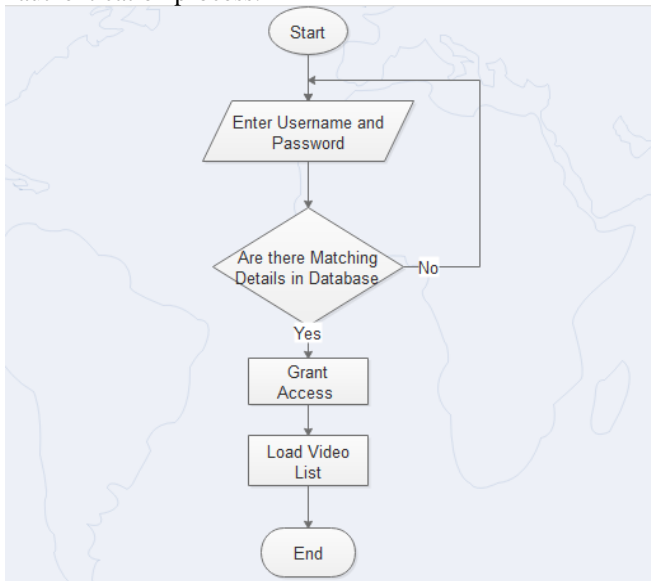 Start
Enter Username and
Password
Are there Matching
Details in Database
No
Yes
Grant
Access
Load Video
List
End